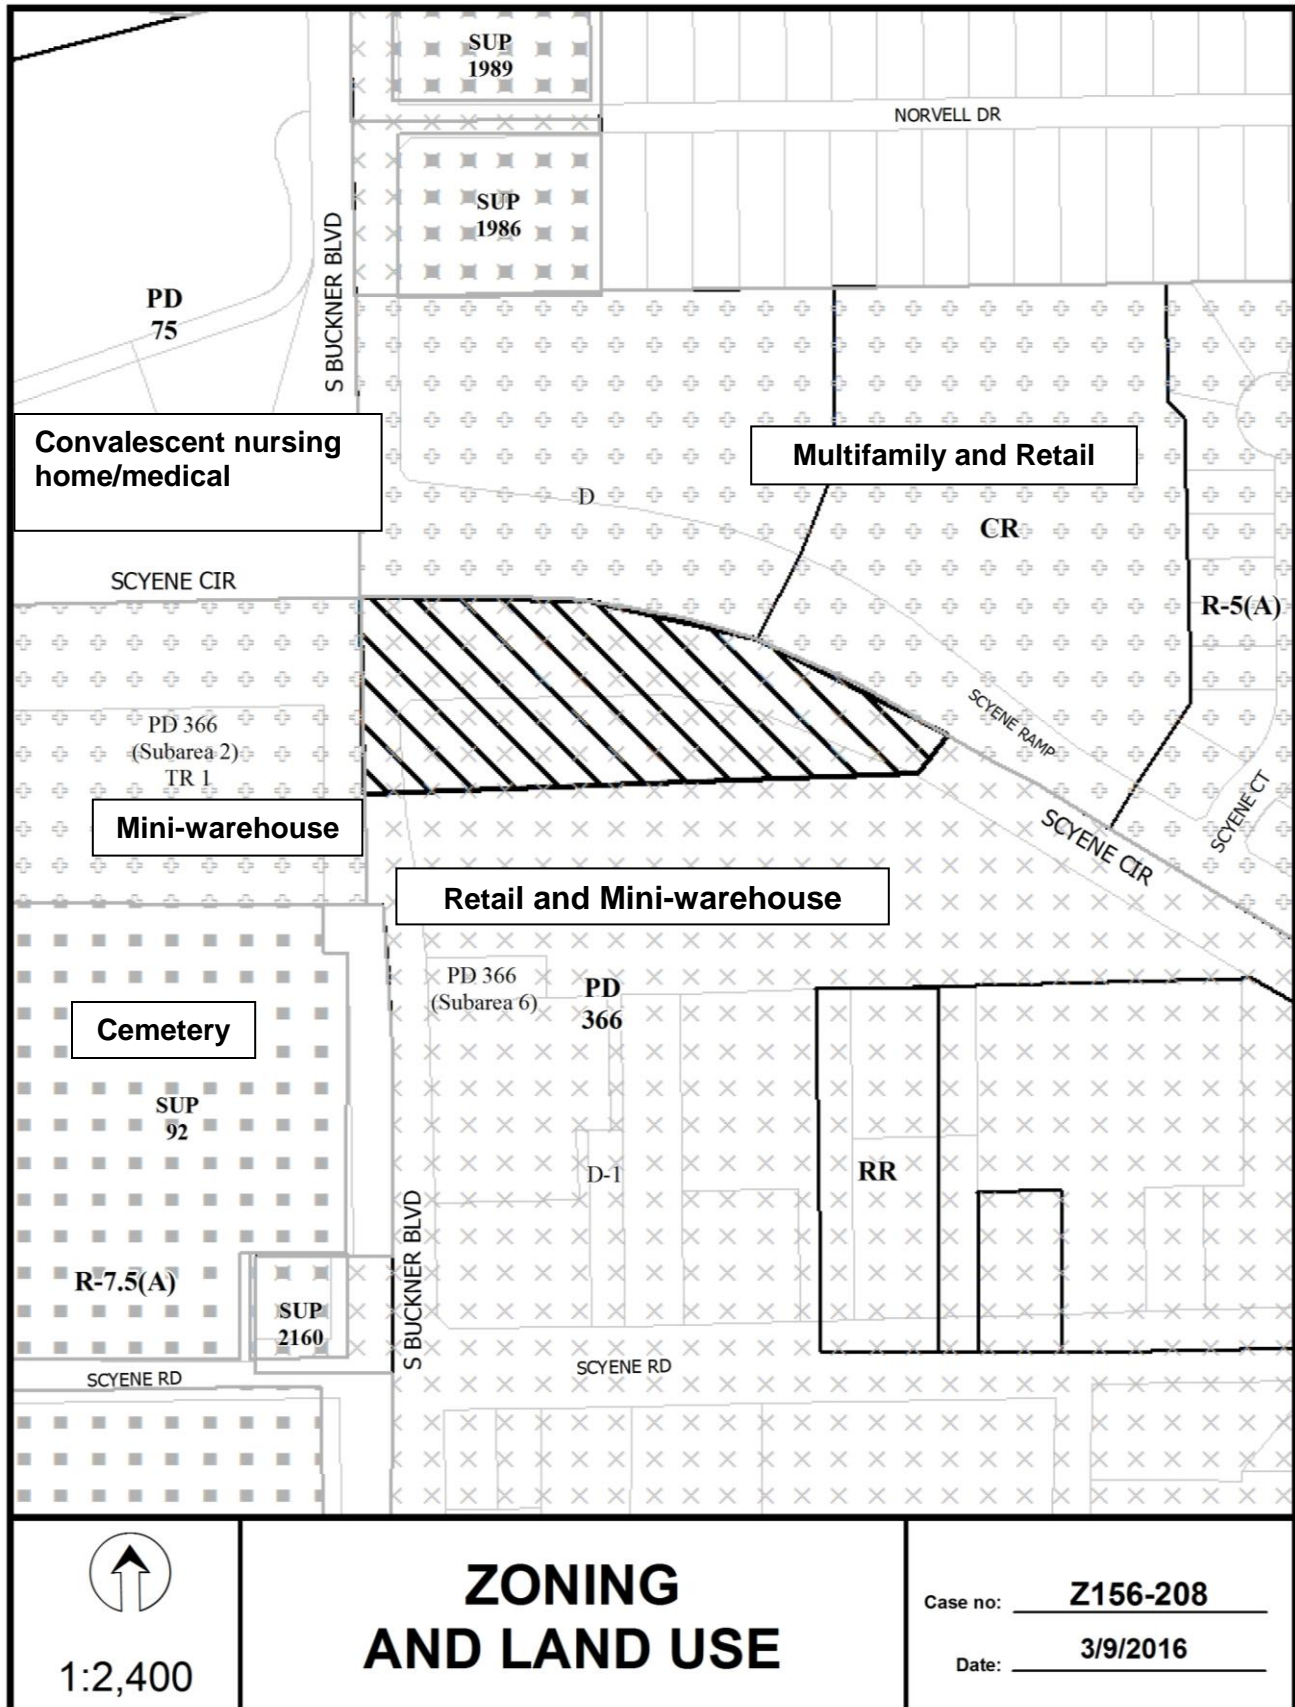 SUP
1989
NORVELL DR
SUP
1986
S BUCKNER BLVD
PD
75
Convalescent nursing
home/medical
Multifamily and Retail
D
CR
SCYENE CIR
R-5(A)
SCYENE RAMP
PD 366
(Subarea 2)
TR 1
Mini-warehouse
SCYENE CT
SCYENE CIR
Retail and Mini-warehouse
PD 366
(Subarea 6)
PD
366
Cemetery
SUP
92
D-1
RR
S BUCKNER BLVD
R-7.5(A)
SUP
2160
SCYENE RD
SCYENE RD
1:2,400
ZONING
AND LAND USE
Case no: Z156-208
Date: 3/9/2016